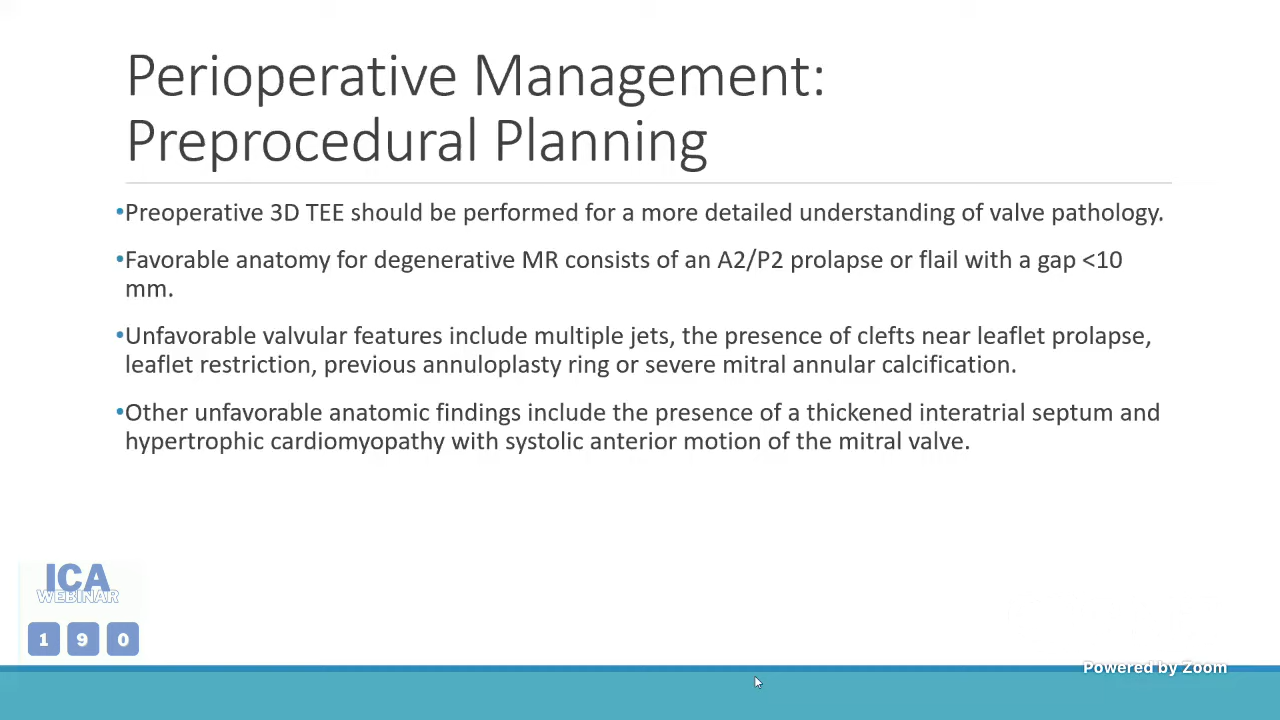 Perioperative Management:
Preprocedural Planning
•Preoperative 3D TEE should be performed for a more detailed understanding of valve pathology.
•Favorable anatomy for degenerative MR consists of an A2/P2 prolapse or flail with a gap <10
mm.
•Unfavorable valvular features include multiple jets, the presence of clefts near leaflet prolapse,
leaflet restriction, previous annuloplasty ring or severe mitral annular calcification.
•Other unfavorable anatomic findings include the presence of a thickened interatrial septum and
hypertrophic cardiomyopathy with systolic anterior motion of the mitral valve.
ICA
WEBINAR
1 9 0
Powered by Zoom